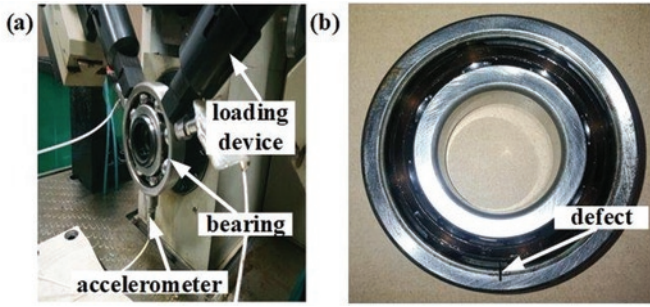 (a)
loading
device
bearing
accelerometer
(b)
defect